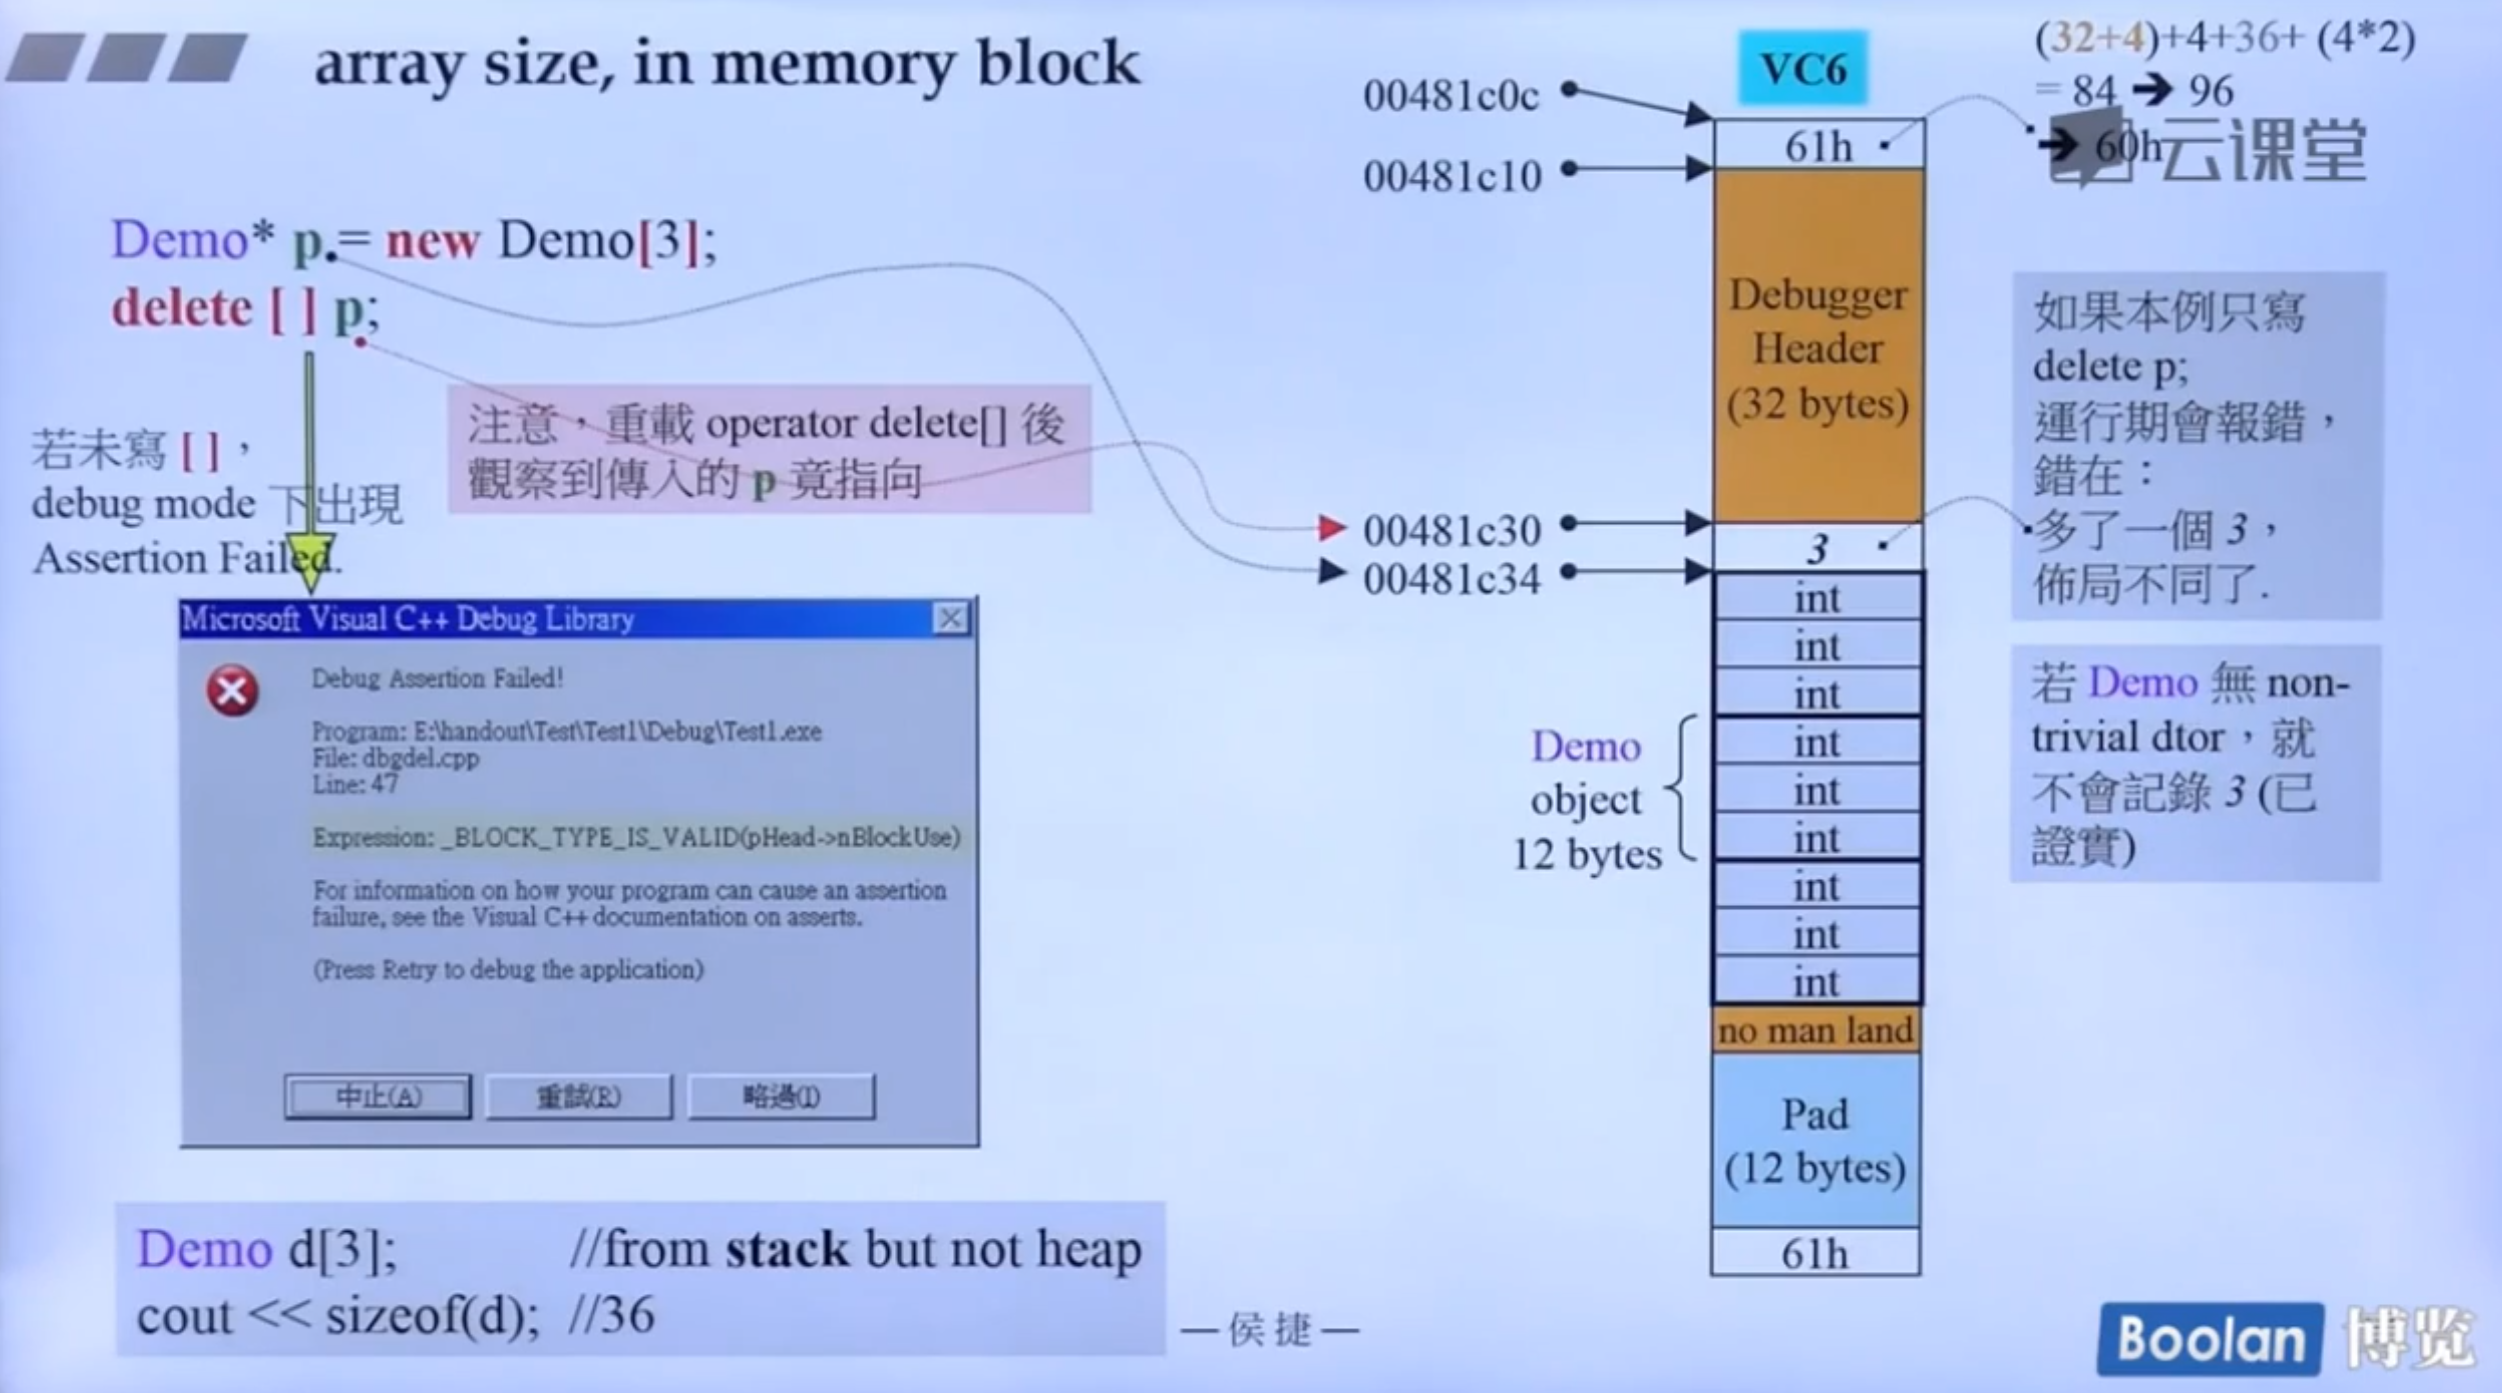 array size, in memory block
Demo* p = new Demo[3];
delete [ ] p;
若未寫 [ ]，
debug mode 下出現
Assertion Failed.
注意，重載 operator delete[] 後
觀察到傳入的 p 竟指向
Microsoft Visual C++ Debug Library
Debug Assertion Failed!
Program: E:\handout\Test\Test1\Debug\Test1.exe
File: dbgdel.cpp
Line: 47
Expression: _BLOCK_TYPE_IS_VALID(pHead->nBlockUse)
For information on how your program can cause an assertion
failure, see the Visual C++ documentation on asserts.
(Press Retry to debug the application)
中止(A)
重試(R)
略過(I)
Demo d[3]; //from stack but not heap
cout << sizeof(d); //36
—侯捷—
VC6
00481c0c
00481c10
00481c30
00481c34
61h
Debugger
Header
(32 bytes)
3
int
int
int
int
int
int
int
int
int
no man land
Pad
(12 bytes)
61h
Demo
object
12 bytes
(32+4)+4+36+ (4*2)
= 84 ➔ 96
➔ 60h
云课堂
如果本例只寫
delete p;
運行期會報錯，
錯在：
多了一個 3，
佈局不同了.
若 Demo 無 non-
trivial dtor，就
不會記錄 3 (已
證實)
Boolan 博览